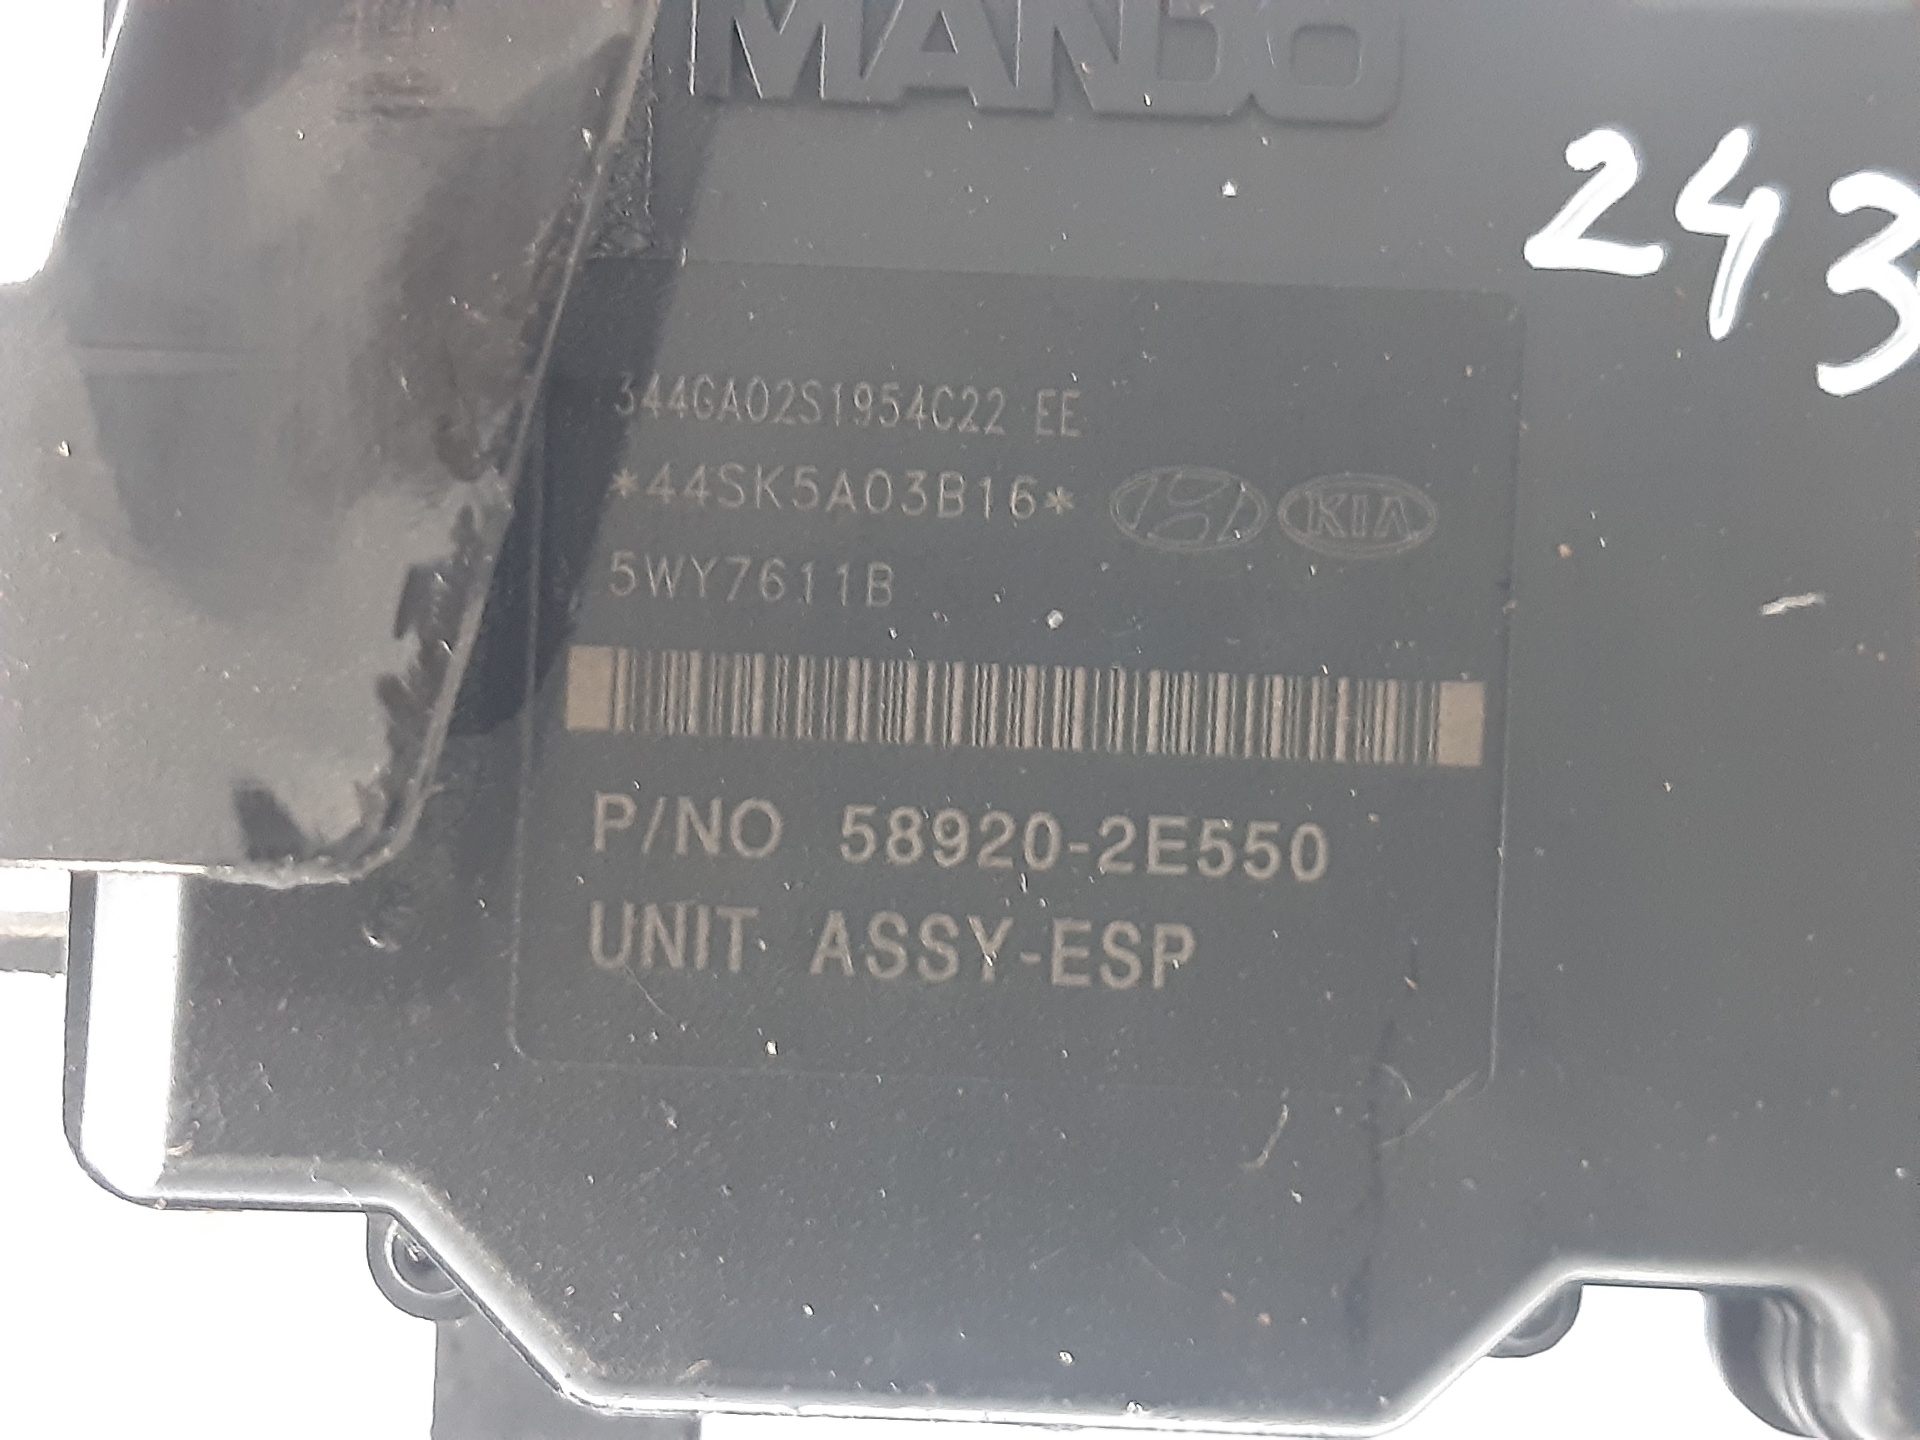 MANDO
243
344GA02S1954C22 EE
*44SK5A03B16*
KIA
5WY7611B
P/NO 58920-2E550
UNIT ASSY-ESP